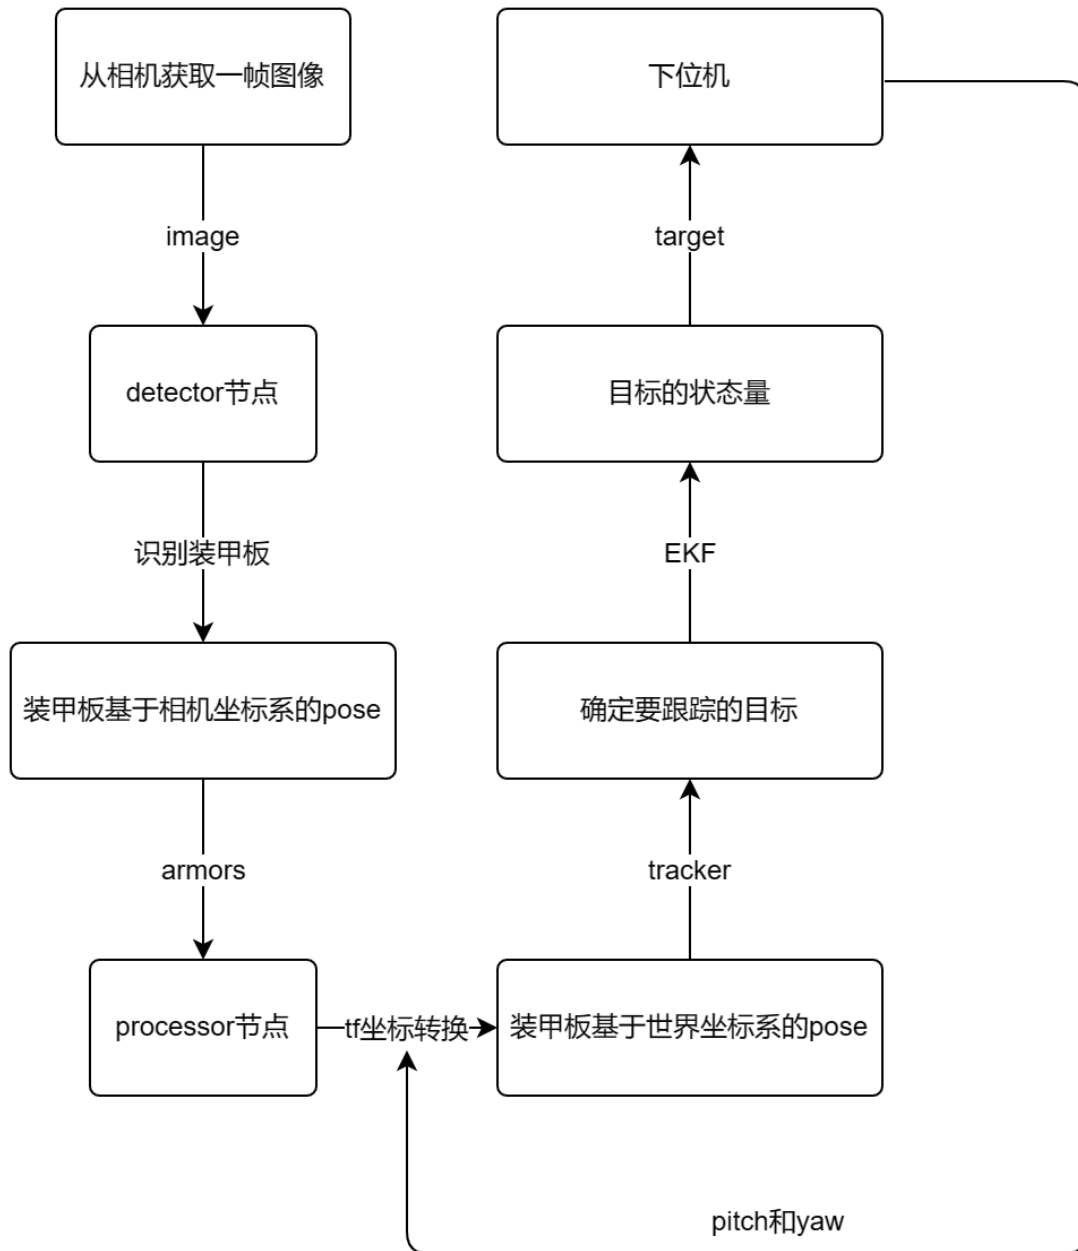 从相机获取一帧图像
image
detector节点
识别装甲板
装甲板基于相机坐标系的pose
armors
processor节点
tf坐标转换
装甲板基于世界坐标系的pose
tracker
确定要跟踪的目标
EKF
目标的状态量
target
下位机
pitch和yaw